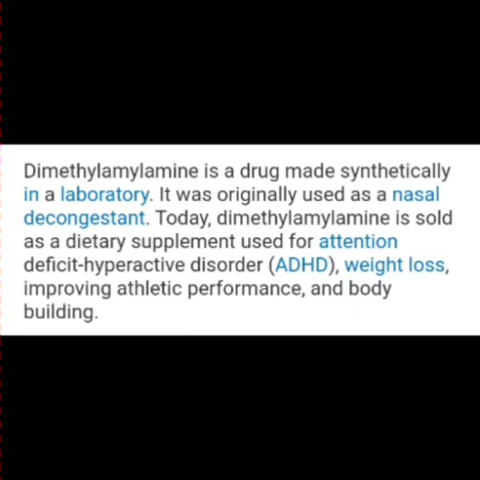 Dimethylamylamine is a drug made synthetically
in a laboratory. It was originally used as a nasal
decongestant. Today, dimethylamylamine is sold
as a dietary supplement used for attention
deficit-hyperactive disorder (ADHD), weight loss,
improving athletic performance, and body
building.